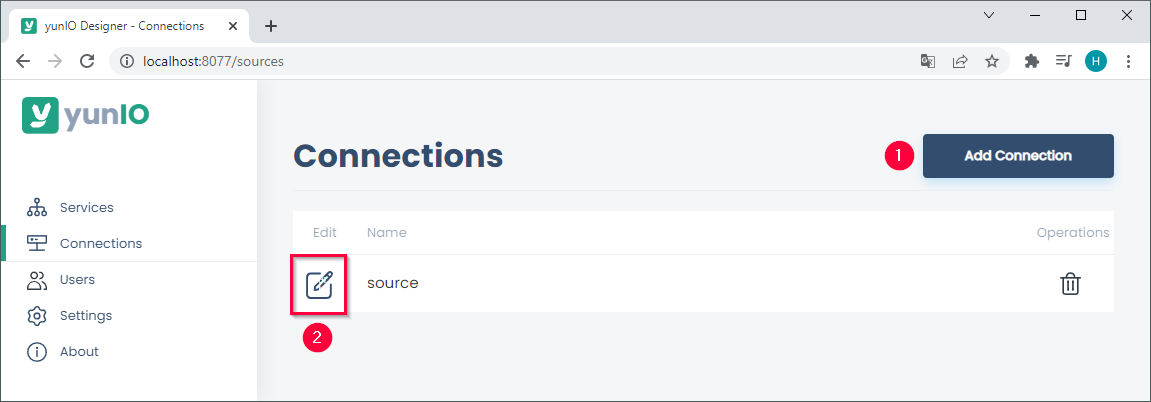 yunIO Designer - Connections
localhost:8077/sources
H
yunIO
Services
Connections
Users
Settings
About
Connections
1
Add Connection
Edit Name Operations
source
2